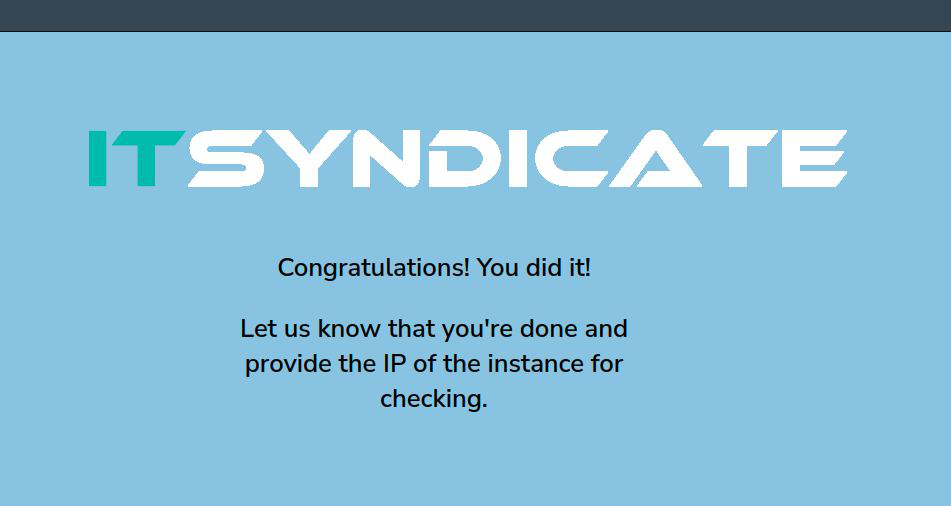 ITSYNDICATE
Congratulations! You did it!
Let us know that you're done and
provide the IP of the instance for
checking.